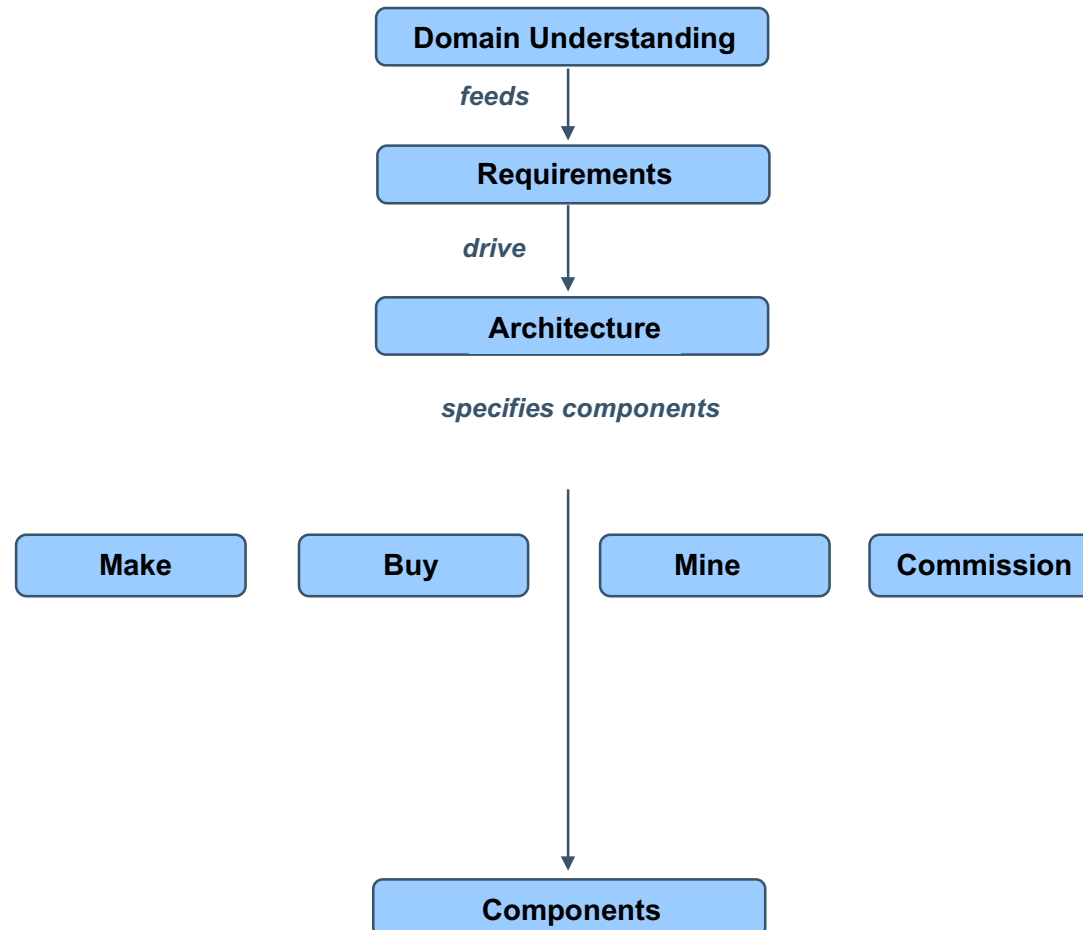 Domain Understanding
feeds
Requirements
drive
Architecture
specifies components
Make
Buy
Mine
Commission
Components